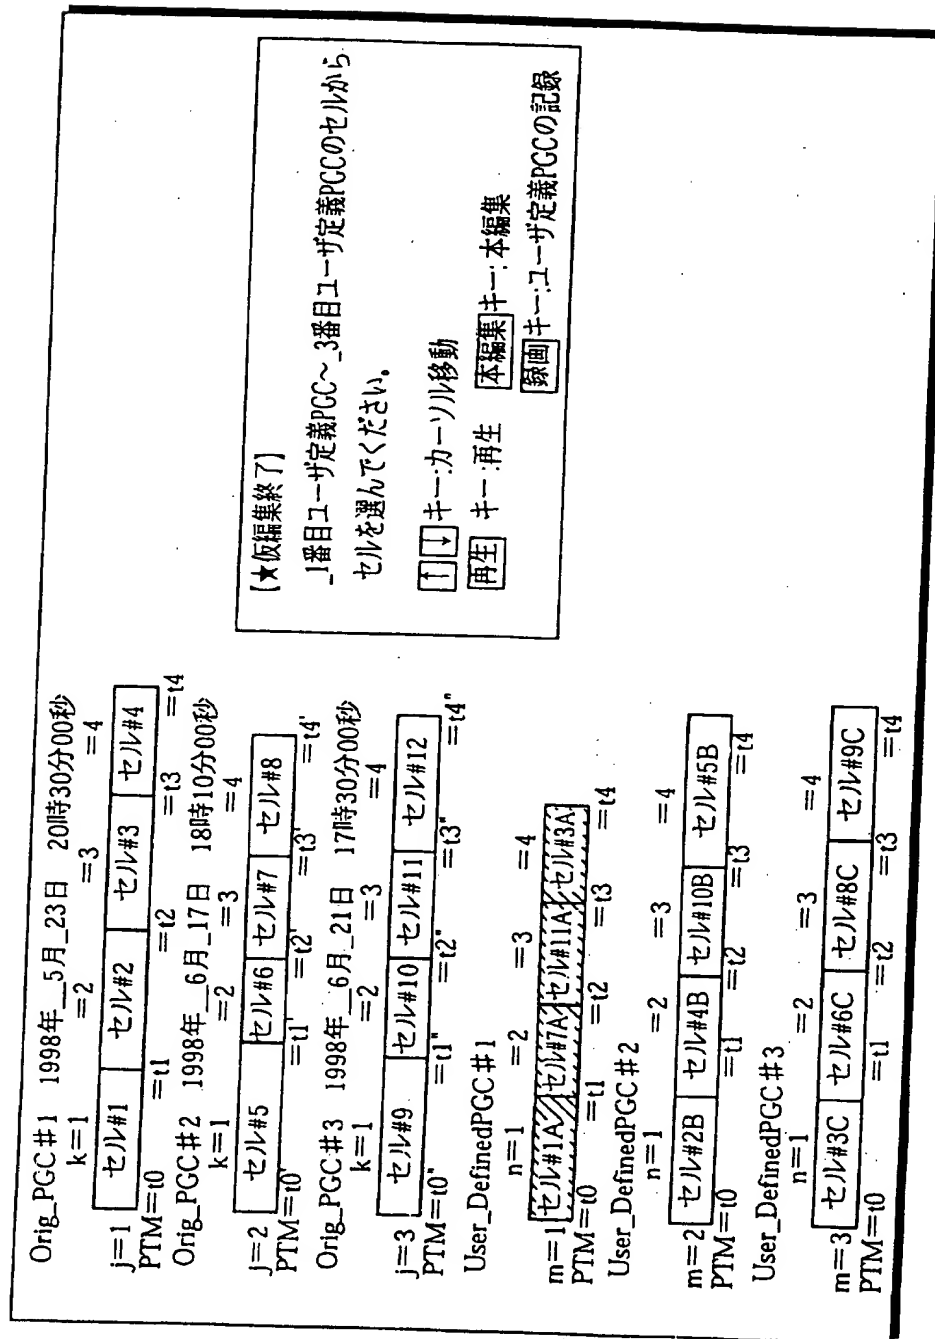 Orig_PGC#1 1998年__5月_23日 20時30分00秒
k=1 =2 =3 =4
j=1 セル#1 セル#2 セル#3 セル#4
PTM=t0 =t1 =t2 =t3 =t4
Orig_PGC#2 1998年__6月_17日 18時10分00秒
k=1 =2 =3 =4
j=2 セル#5 セル#6 セル#7 セル#8
PTM=t0' =t1' =t2' =t3' =t4'
Orig_PGC#3 1998年__6月_21日 17時30分00秒
k=1 =2 =3 =4
j=3 セル#9 セル#10 セル#11 セル#12
PTM=t0" =t1" =t2" =t3" =t4"
User_DefinedPGC#1
n=1 =2 =3 =4
m=1 セル#1A セル#7A セル#11A セル#3A
PTM=t0 =t1 =t2 =t3 =t4
User_DefinedPGC#2
n=1 =2 =3 =4
m=2 セル#2B セル#4B セル#10B セル#5B
PTM=t0 =t1 =t2 =t3 =t4
User_DefinedPGC#3
n=1 =2 =3 =4
m=3 セル#3C セル#6C セル#8C セル#9C
PTM=t0 =t1 =t2 =t3 =t4
【★仮編集終了】
_1番目ユーザ定義PGC～_3番目ユーザ定義PGCのセルから
セルを選んでください。
↑ ↓ キー:カーソル移動
再生 キー:再生 本編集 キー:本編集
録画 キー:ユーザ定義PGCの記録